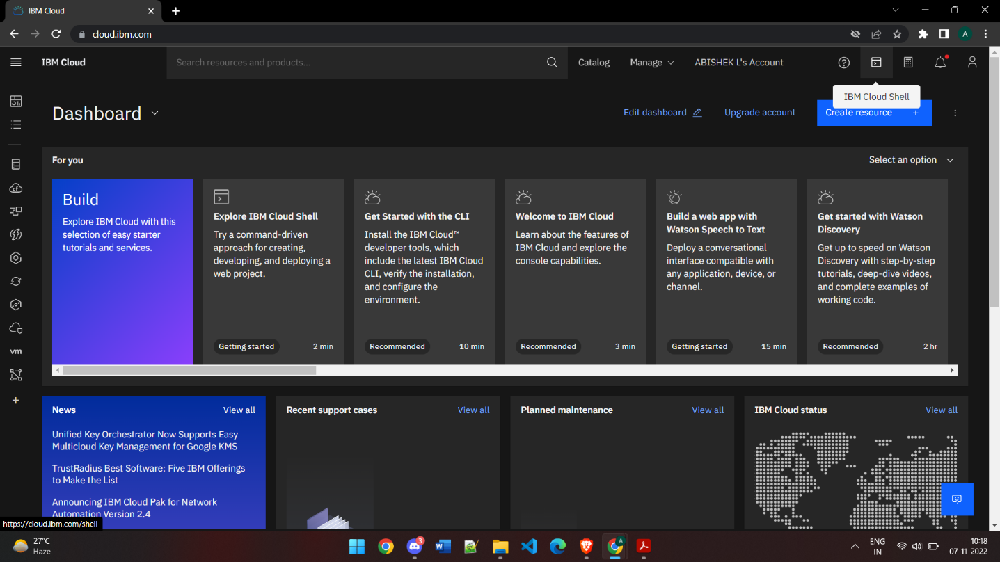 IBM Cloud
cloud.ibm.com
A
IBM Cloud
Search resources and products...
Catalog
Manage
ABISHEK L's Account
IBM Cloud Shell
Dashboard
Edit dashboard
Upgrade account
Create resource +
For you
Select an option
Build
Explore IBM Cloud with this
selection of easy starter
tutorials and services.
Explore IBM Cloud Shell
Try a command-driven
approach for creating,
developing, and deploying a
web project.
Getting started
2 min
Get Started with the CLI
Install the IBM Cloud™
developer tools, which
include the latest IBM Cloud
CLI, verify the installation,
and configure the
environment.
Recommended
10 min
Welcome to IBM Cloud
Learn about the features of
IBM Cloud and explore the
console capabilities.
Recommended
3 min
Build a web app with
Watson Speech to Text
Deploy a conversational
interface compatible with
any application, device, or
channel.
Getting started
15 min
Get started with Watson
Discovery
Get up to speed on Watson
Discovery with step-by-step
tutorials, deep-dive videos,
and complete examples of
working code.
Recommended
2 hr
cf
vm
News
View all
Unified Key Orchestrator Now Supports Easy
Multicloud Key Management for Google KMS
TrustRadius Best Software: Five IBM Offerings
to Make the List
Announcing IBM Cloud Pak for Network
Automation Version 2.4
Recent support cases
View all
Planned maintenance
View all
IBM Cloud status
View all
https://cloud.ibm.com/shell
27°C
Haze
3
W
A
ENG
IN
10:18
07-11-2022